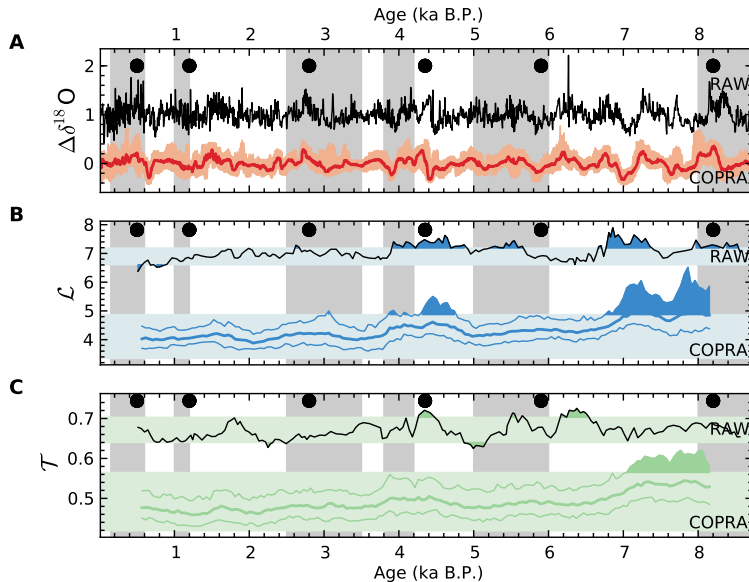 Age (ka B.P.)
1 2 3 4 5 6 7 8
A
2
1
0
Δδ¹⁸ O
RAW
COPRA
B
8
7
6
5
4
ℒ
RAW
COPRA
C
0.7
0.6
0.5
𝒯
RAW
COPRA
1 2 3 4 5 6 7 8
Age (ka B.P.)